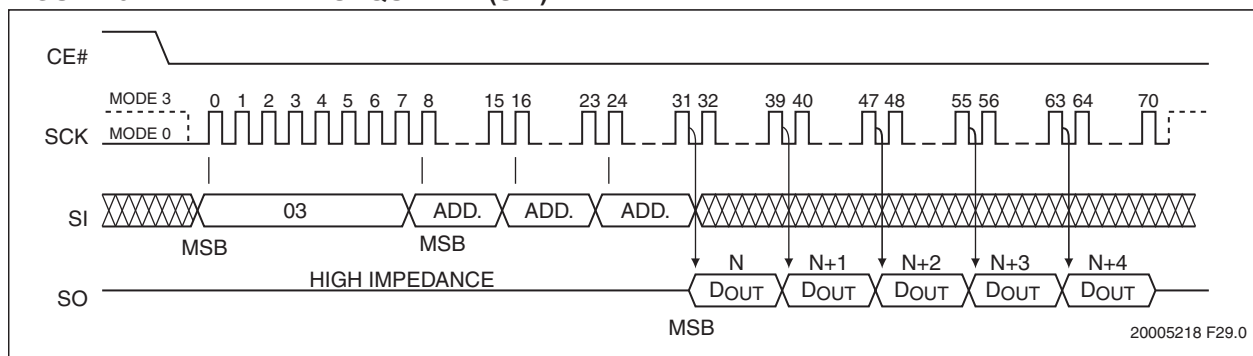 CE#
MODE 3
0 1 2 3 4 5 6 7 8 15 16 23 24 31 32 39 40 47 48 55 56 63 64 70
SCK
MODE 0
SI
03
ADD.
ADD.
ADD.
MSB
MSB
N N+1 N+2 N+3 N+4
HIGH IMPEDANCE
SO
DOUT DOUT DOUT DOUT DOUT
MSB
20005218 F29.0